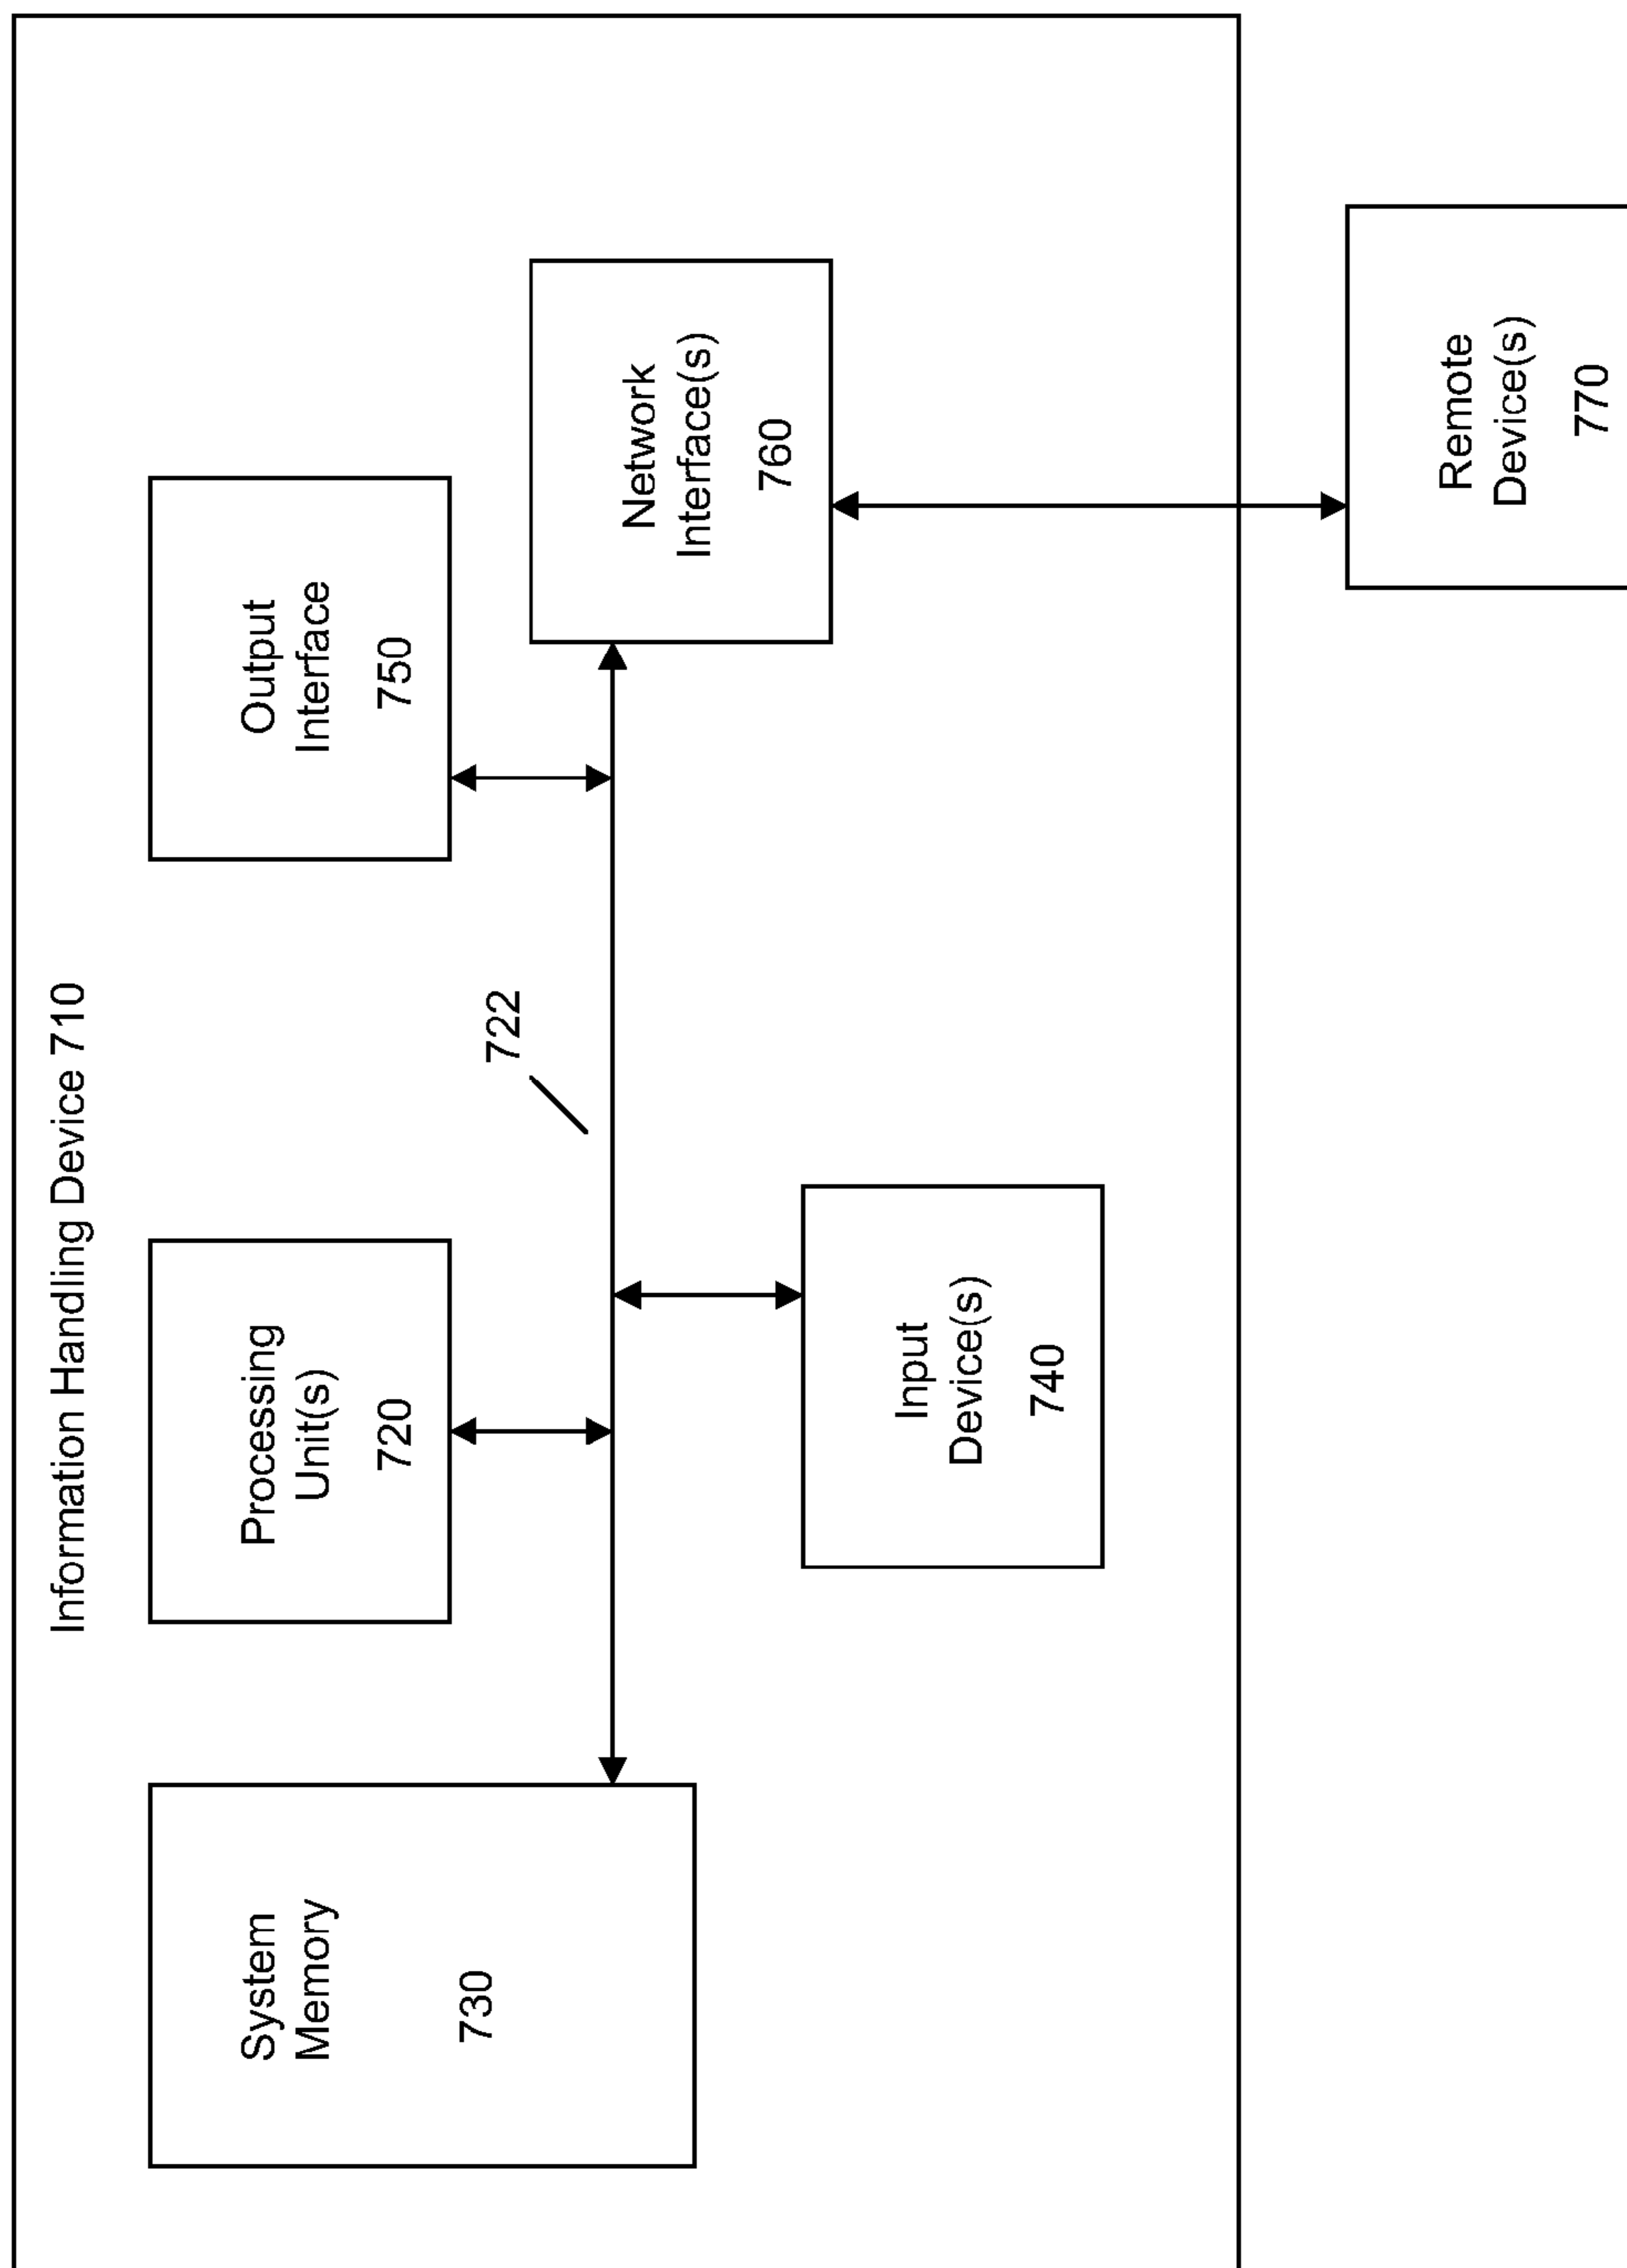 Information Handling Device 710
System
Memory
730
Processing
Unit(s)
720
722
Output
Interface
750
Input
Device(s)
740
Network
Interface(s)
760
Remote
Device(s)
770